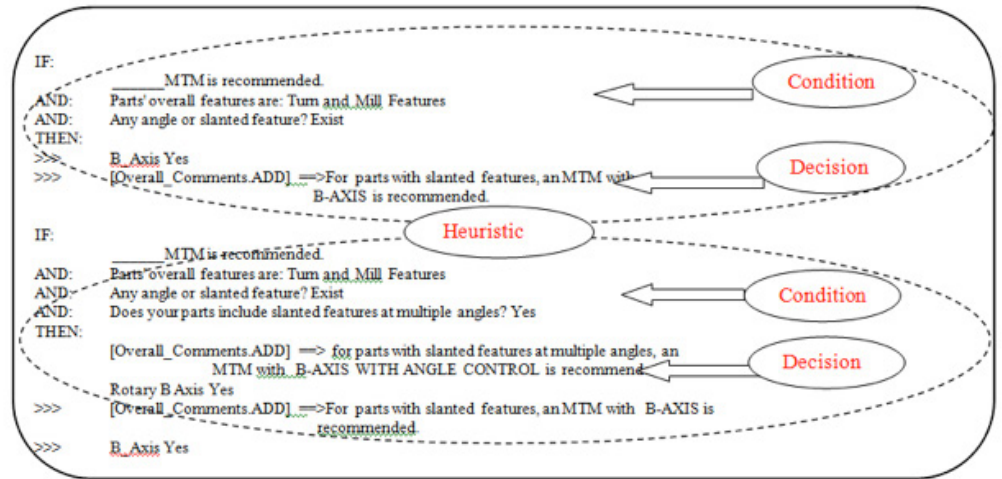 IF:
______MTM is recommended.
AND: Parts' overall features are: Turn and Mill Features
AND: Any angle or slanted feature? Exist
THEN:
>>> B_Axis Yes
>>> [Overall_Comments.ADD] ==>For parts with slanted features, an MTM with
B-AXIS is recommended.
Condition
Decision
Heuristic
IF:
______MTM is recommended.
AND: Parts' overall features are: Turn and Mill Features
AND: Any angle or slanted feature? Exist
AND: Does your parts include slanted features at multiple angles? Yes
THEN:
[Overall_Comments.ADD] ==> for parts with slanted features at multiple angles, an
MTM with B-AXIS WITH ANGLE CONTROL is recommend
Rotary B Axis Yes
>>> [Overall_Comments.ADD] ==>For parts with slanted features, an MTM with B-AXIS is
recommended.
>>> B_Axis Yes
Condition
Decision